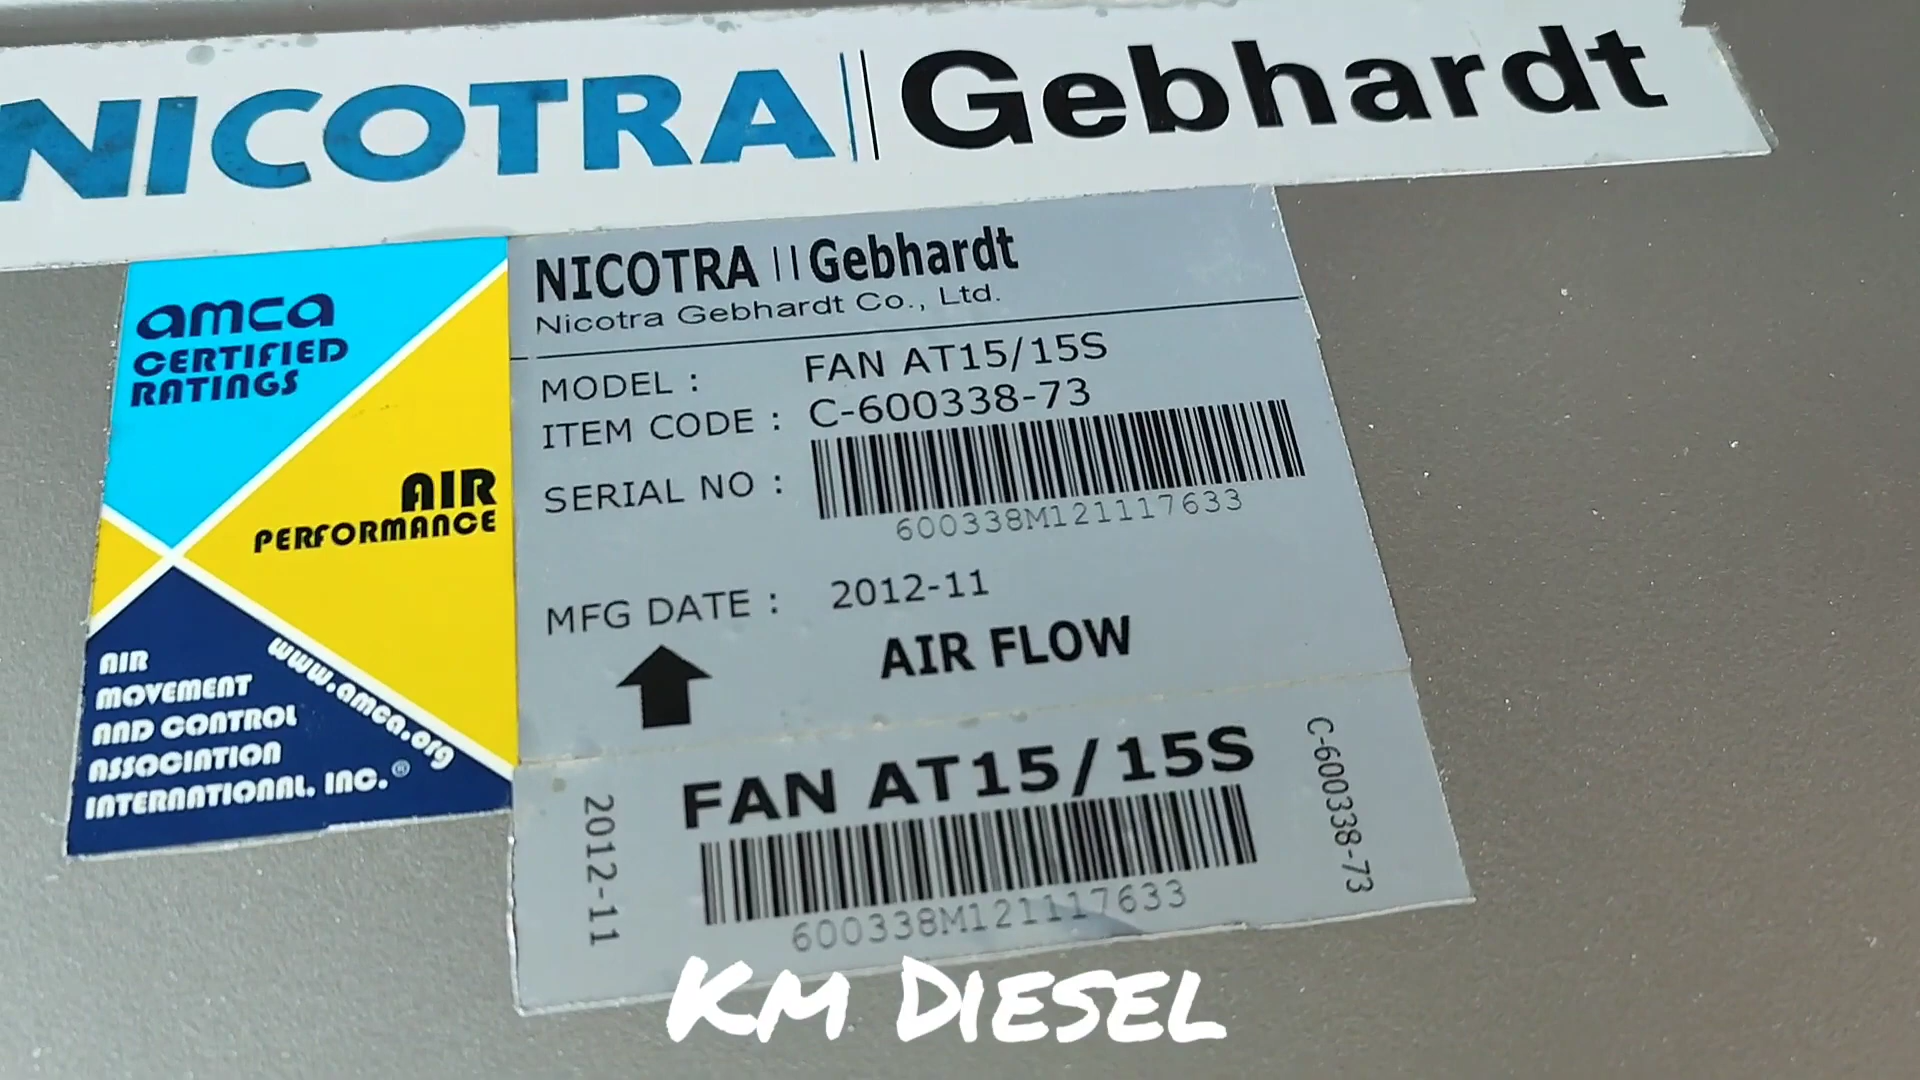 NICOTRA || Gebhardt
amca
CERTIFIED
RATINGS
AIR
PERFORMANCE
www.amca.org
AIR
MOVEMENT
AND CONTROL
ASSOCIATION
INTERNATIONAL, INC.®
NICOTRA || Gebhardt
Nicotra Gebhardt Co., Ltd.
MODEL : FAN AT15/15S
ITEM CODE : C-600338-73
SERIAL NO :
600338M121117633
MFG DATE : 2012-11
AIR FLOW
FAN AT15/15S
2012-11
600338M121117633
C-600338-73
KM DIESEL